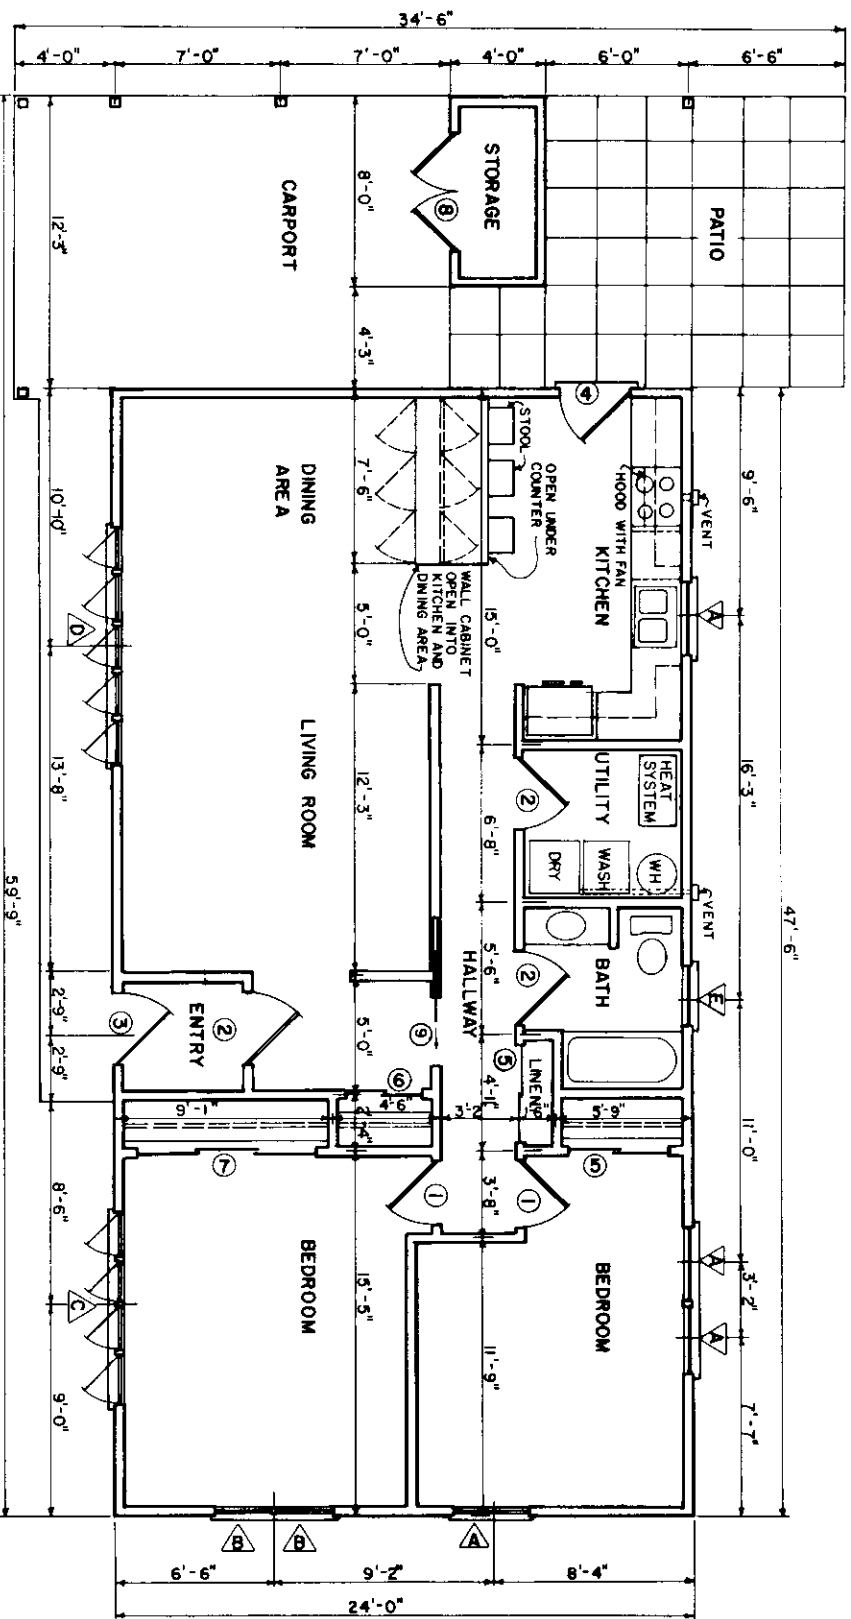 34'-6"
4'-0" 7'-0" 7'-0" 4'-0" 6'-0" 6'-6"
47'-6"
9'-6" 16'-3" 11'-0" 3'-2" 7'-7"
VENT VENT
A E A A
PATIO
STORAGE
8
CARPORT
8'-0" 4'-3"
12'-3"
4
HOOD WITH FAN
KITCHEN
STOOL
OPEN UNDER
COUNTER
WALL CABINET
OPEN INTO
KITCHEN AND
DINING AREA
HEAT
SYSTEM
WH
WASH
DRY
UTILITY
2
BATH
2
5
LINEN
5'-9"
5
BEDROOM
1
15'-0" 6'-8" 5'-6" 4'-1" 3'-8" 11'-9"
HALLWAY
3'-2"
9
6
4'-6"
1
7'-6" 5'-0" 12'-3" 5'-0" 2'-4" 15'-5"
DINING
AREA
LIVING ROOM
BEDROOM
2
ENTRY
3
9'-1"
7
D
C
10'-10" 13'-8" 2'-9" 2'-9" 8'-6" 9'-0"
59'-9"
B B A
6'-6" 9'-2" 8'-4"
24'-0"